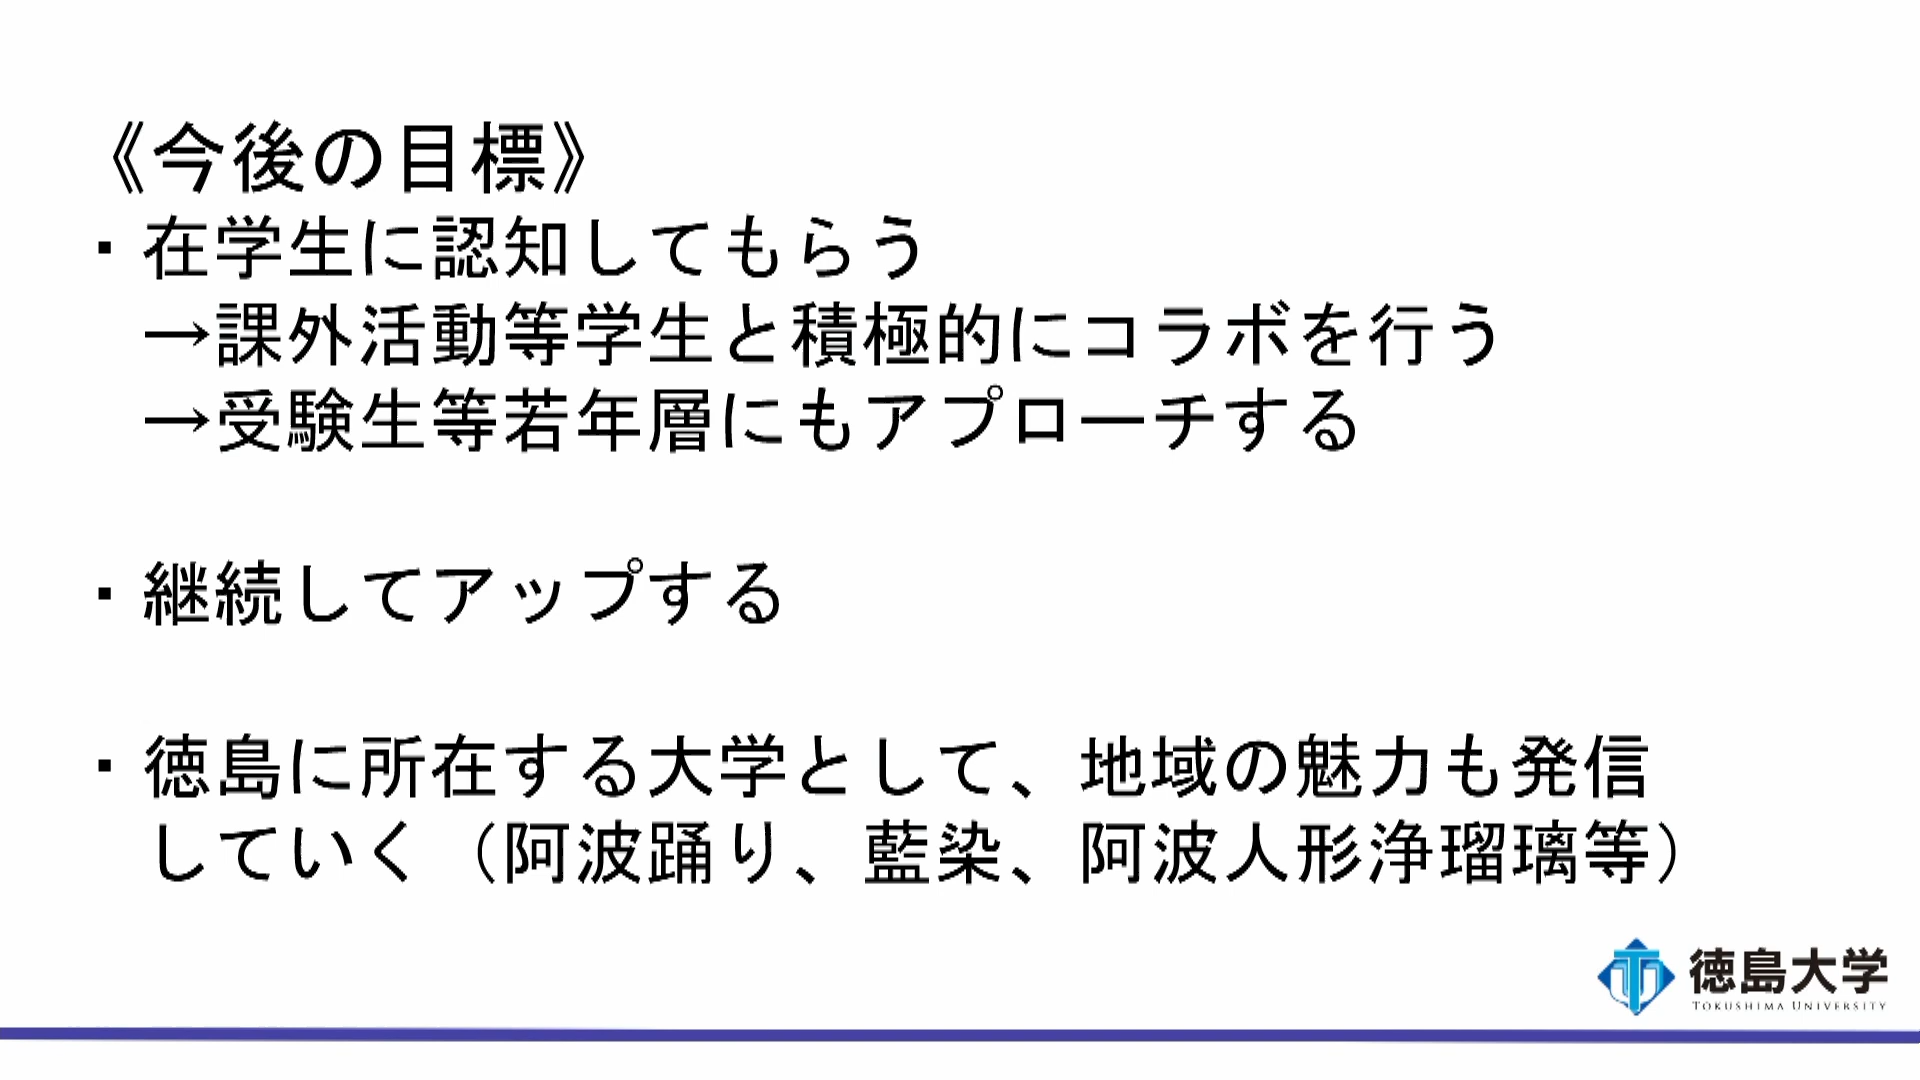 《今後の目標》
・在学生に認知してもらう
→課外活動等学生と積極的にコラボを行う
→受験生等若年層にもアプローチする
・継続してアップする
・徳島に所在する大学として、地域の魅力も発信
していく（阿波踊り、藍染、阿波人形浄瑠璃等）
徳島大学
TOKUSHIMA UNIVERSITY